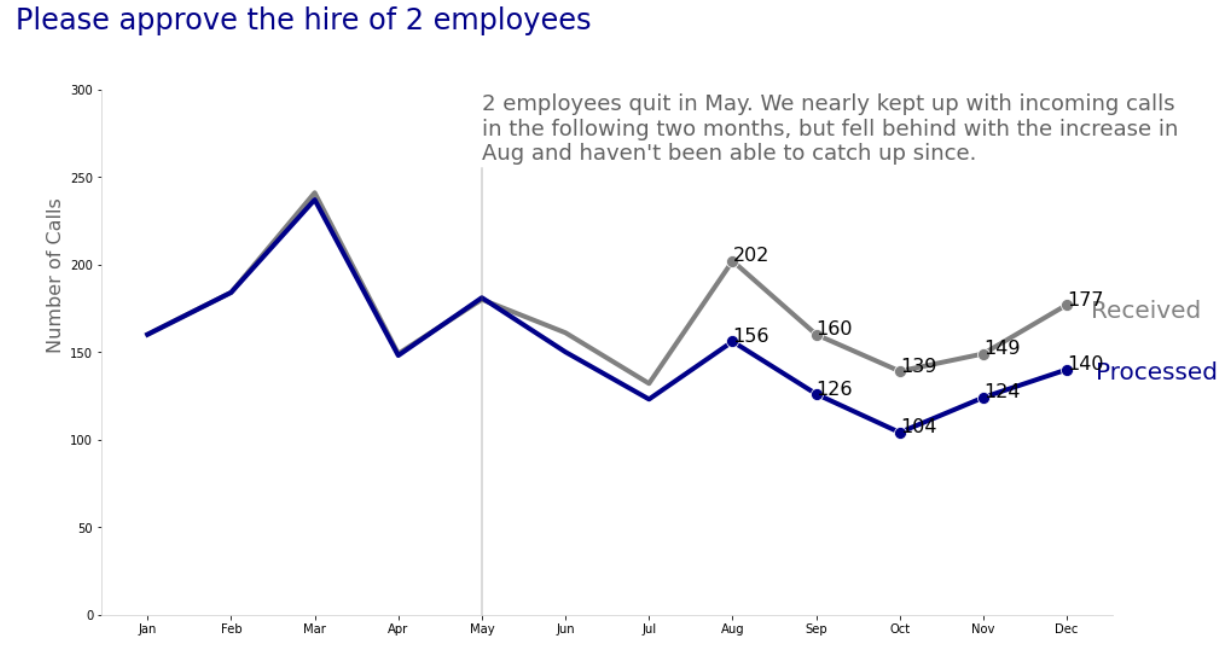 Please approve the hire of 2 employees
300
2 employees quit in May. We nearly kept up with incoming calls
in the following two months, but fell behind with the increase in
Aug and haven't been able to catch up since.
250
Number of Calls
200
150
100
50
0
202
160
139
149
177
Received
156
126
104
124
140
Processed
Jan Feb Mar Apr May Jun Jul Aug Sep Oct Nov Dec